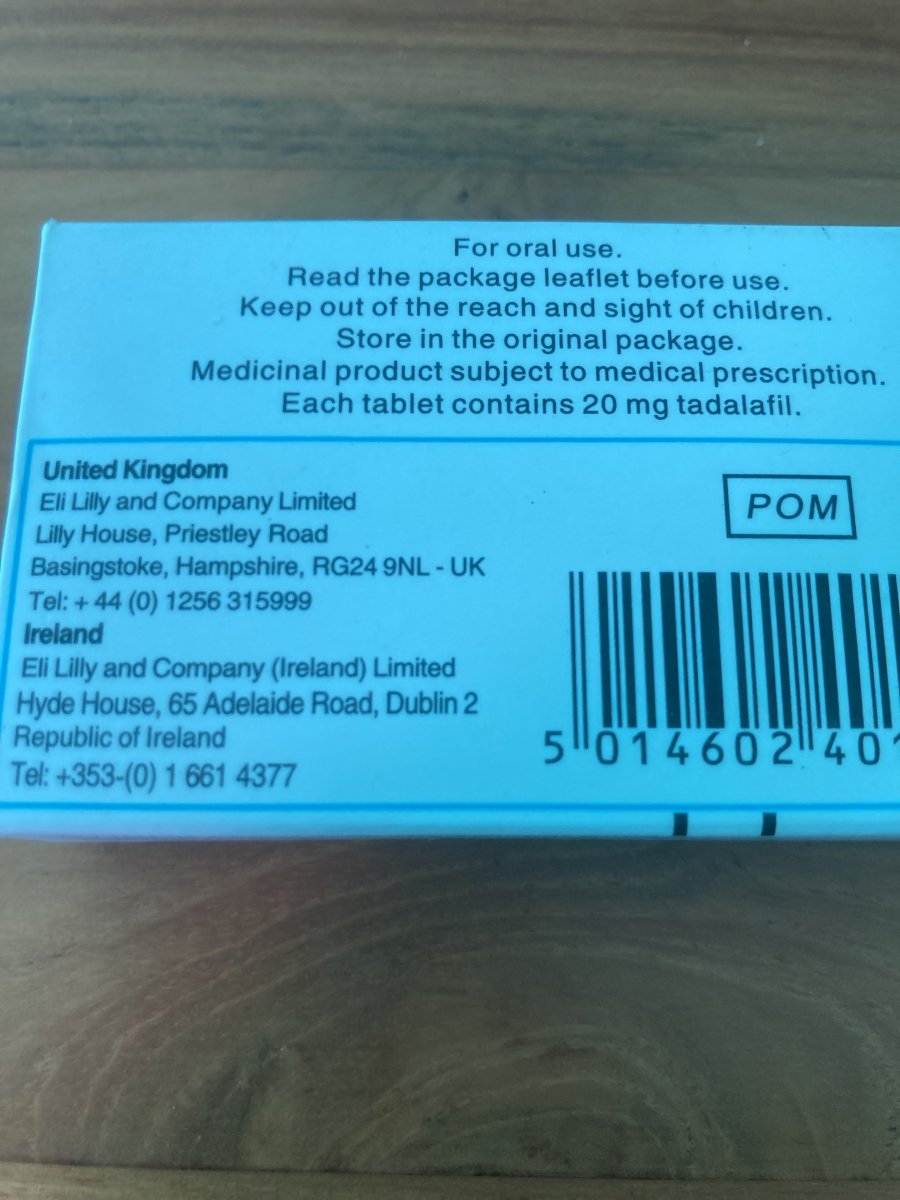 For oral use.
Read the package leaflet before use.
Keep out of the reach and sight of children.
Store in the original package.
Medicinal product subject to medical prescription.
Each tablet contains 20 mg tadalafil.
United Kingdom
Eli Lilly and Company Limited
Lilly House, Priestley Road
Basingstoke, Hampshire, RG24 9NL - UK
Tel: + 44 (0) 1256 315999
Ireland
Eli Lilly and Company (Ireland) Limited
Hyde House, 65 Adelaide Road, Dublin 2
Republic of Ireland
Tel: +353-(0) 1 661 4377
POM
5 014602 40